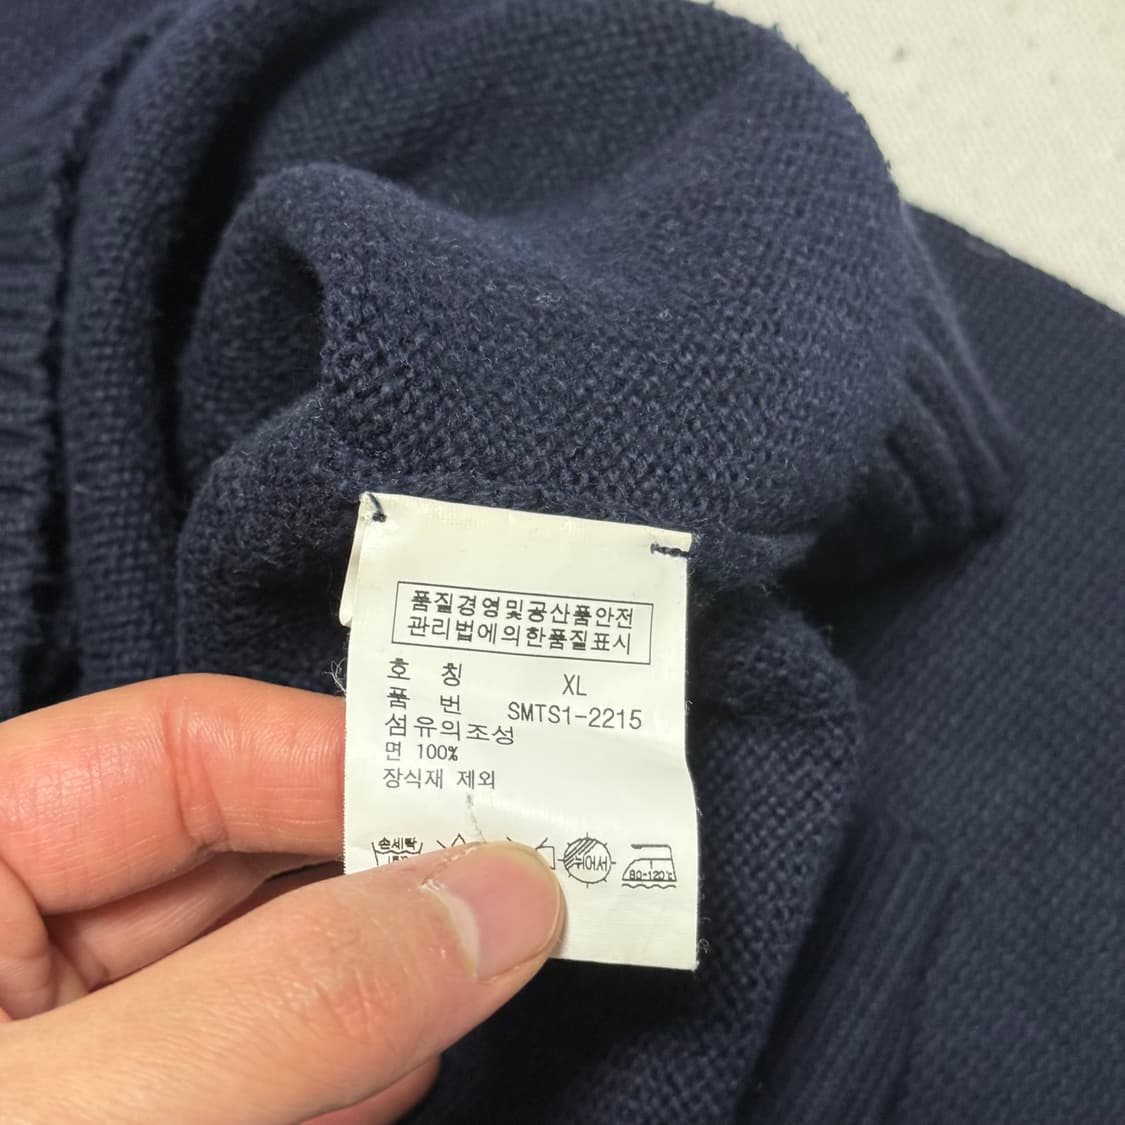 품질경영및공산품안전
관리법에의한품질표시
호 칭 XL
품 번 SMTS1-2215
섬유의조성
면 100%
장식재 제외
손세탁
뉘어서
80-120℃